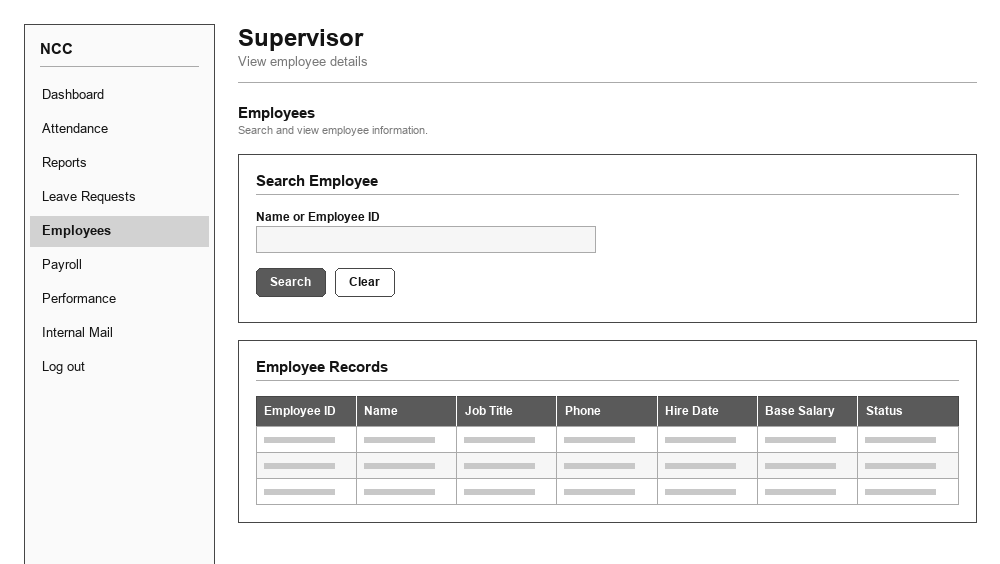 NCC
Dashboard
Attendance
Reports
Leave Requests
Employees
Payroll
Performance
Internal Mail
Log out
Supervisor
View employee details
Employees
Search and view employee information.
Search Employee
Name or Employee ID
Search Clear
Employee Records
Employee ID Name Job Title Phone Hire Date Base Salary Status